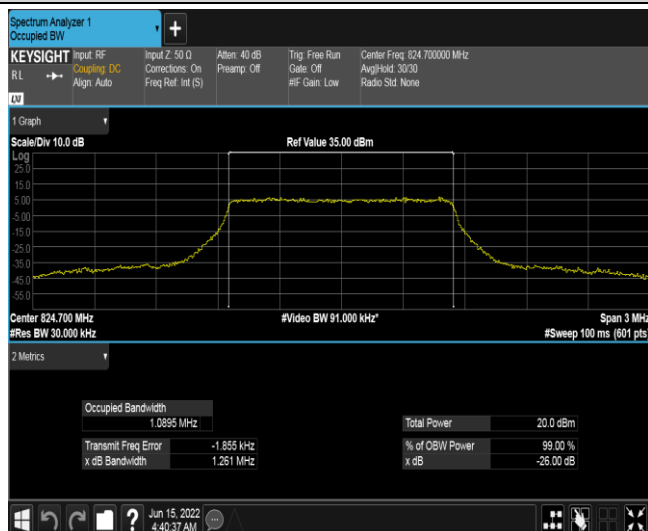 Spectrum Analyzer 1
Occupied BW
+
KEYSIGHT
RL
Input: RF
Coupling: DC
Align: Auto
Input Z: 50 Ω
Corrections: On
Freq Ref: Int (S)
Atten: 40 dB
Preamp: Off
Trig: Free Run
Gate: Off
#IF Gain: Low
Center Freq: 824.700000 MHz
Avg|Hold: 30/30
Radio Std: None
1 Graph
Scale/Div 10.0 dB
Ref Value 35.00 dBm
Log
25.0
15.0
5.00
-5.00
-15.0
-25.0
-35.0
-45.0
-55.0
Center 824.700 MHz
#Video BW 91.000 kHz*
Span 3 MHz
#Res BW 30.000 kHz
#Sweep 100 ms (601 pts)
2 Metrics
Occupied Bandwidth
1.0895 MHz
Total Power 20.0 dBm
Transmit Freq Error -1.855 kHz
% of OBW Power 99.00 %
x dB Bandwidth 1.261 MHz
x dB -26.00 dB
?
Jun 15, 2022
4:40:37 AM